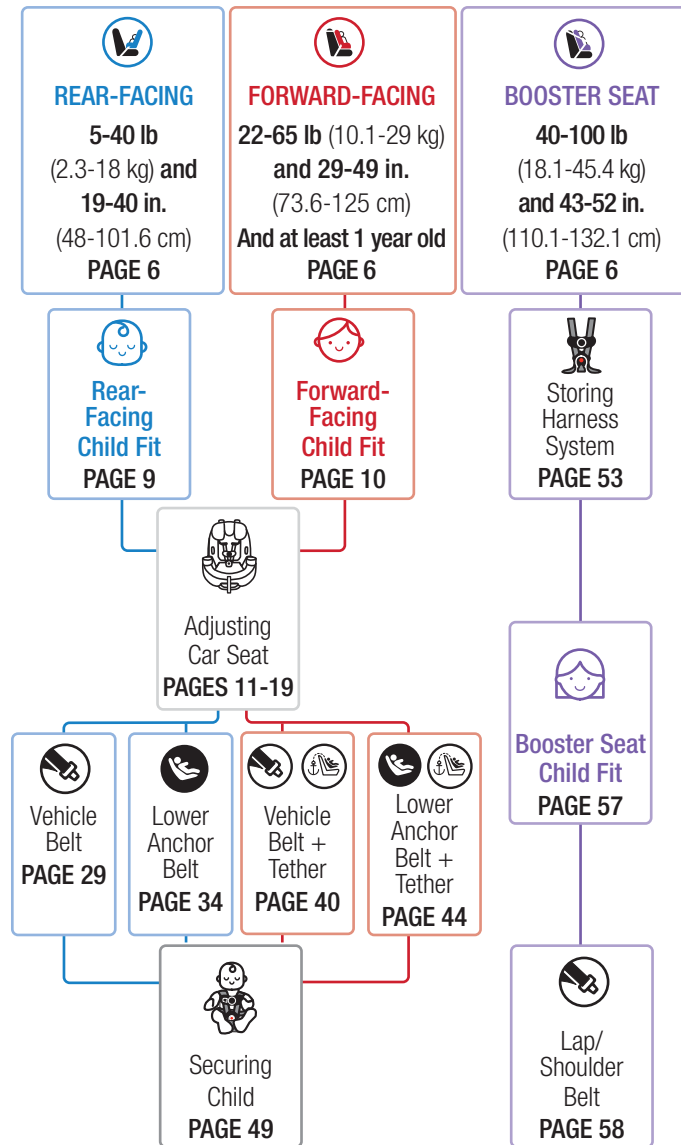 REAR-FACING
5-40 lb
(2.3-18 kg) and
19-40 in.
(48-101.6 cm)
PAGE 6
FORWARD-FACING
22-65 lb (10.1-29 kg)
and 29-49 in.
(73.6-125 cm)
And at least 1 year old
PAGE 6
BOOSTER SEAT
40-100 lb
(18.1-45.4 kg)
and 43-52 in.
(110.1-132.1 cm)
PAGE 6
Rear-
Facing
Child Fit
PAGE 9
Forward-
Facing
Child Fit
PAGE 10
Storing
Harness
System
PAGE 53
Adjusting
Car Seat
PAGES 11-19
Booster Seat
Child Fit
PAGE 57
Vehicle
Belt
PAGE 29
Lower
Anchor
Belt
PAGE 34
Vehicle
Belt +
Tether
PAGE 40
Lower
Anchor
Belt +
Tether
PAGE 44
Securing
Child
PAGE 49
Lap/
Shoulder
Belt
PAGE 58